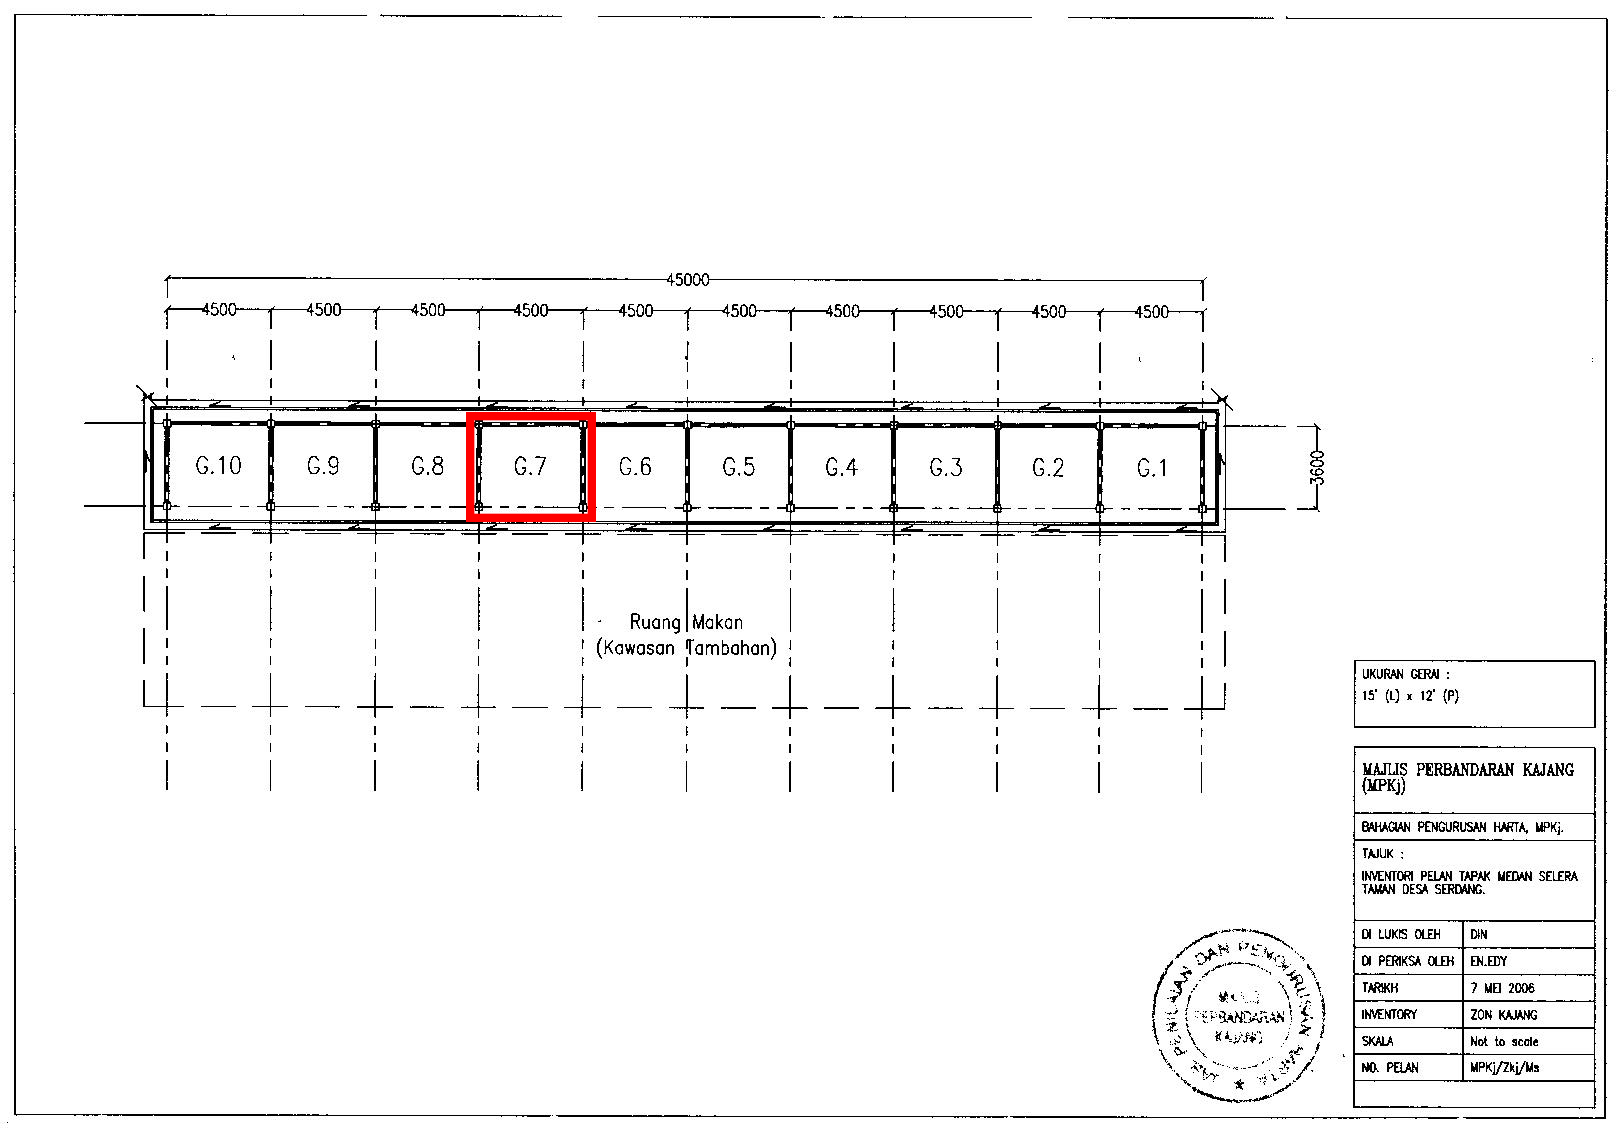 45000
4500 4500 4500 4500 4500 4500 4500 4500 4500 4500
G.10 G.9 G.8 G.7 G.6 G.5 G.4 G.3 G.2 G.1
3600
Ruang Makan
(Kawasan Tambahan)
UKURAN GERAI :
15' (L) x 12' (P)
MAJLIS PERBANDARAN KAJANG
(MPKj)
BAHAGIAN PENGURUSAN HARTA, MPKj.
TAJUK :
INVENTORI PELAN TAPAK MEDAN SELERA
TAMAN DESA SERDANG.
DI LUKIS OLEH DIN
DI PERIKSA OLEH EN.EDY
TARIKH 7 MEI 2006
INVENTORY ZON KAJANG
SKALA Not to scale
NO. PELAN MPKj/Zkj/Ms
JAB PENILAIAN DAN PENGURUSAN HARTA
MAJLIS
PERBANDARAN
KAJANG